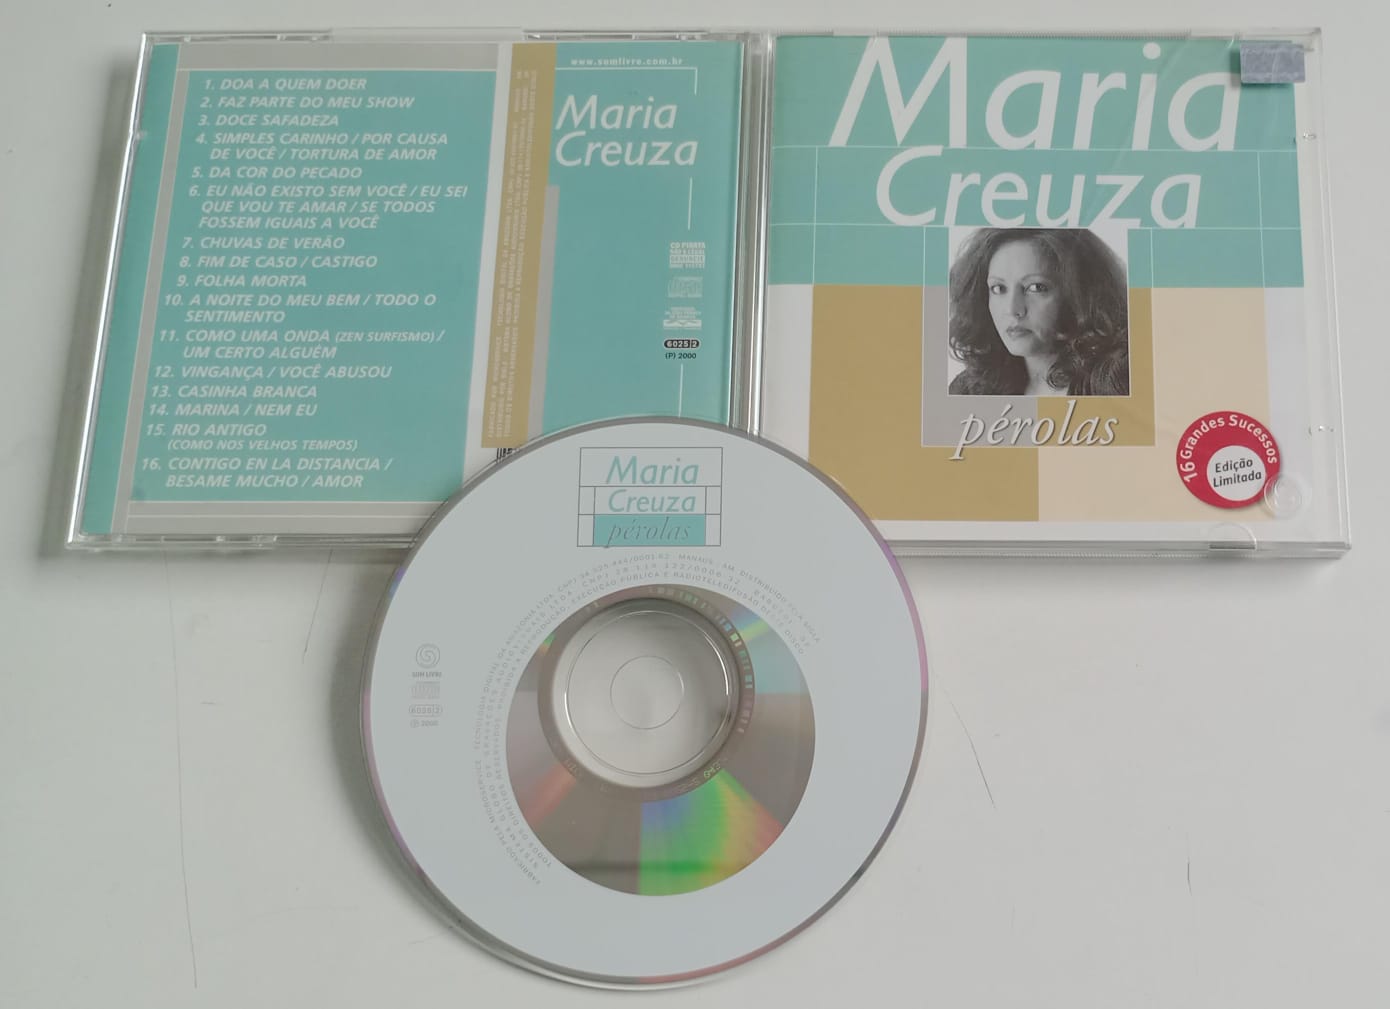 1. DOA A QUEM DOER
2. FAZ PARTE DO MEU SHOW
3. DOCE SAFADEZA
4. SIMPLES CARINHO / POR CAUSA
DE VOCÊ / TORTURA DE AMOR
5. DA COR DO PECADO
6. EU NÃO EXISTO SEM VOCÊ / EU SEI
QUE VOU TE AMAR / SE TODOS
FOSSEM IGUAIS A VOCÊ
7. CHUVAS DE VERÃO
8. FIM DE CASO / CASTIGO
9. FOLHA MORTA
10. A NOITE DO MEU BEM / TODO O
SENTIMENTO
11. COMO UMA ONDA (ZEN SURFISMO) /
UM CERTO ALGUÉM
12. VINGANÇA / VOCÊ ABUSOU
13. CASINHA BRANCA
14. MARINA / NEM EU
15. RIO ANTIGO
(COMO NOS VELHOS TEMPOS)
16. CONTIGO EN LA DISTANCIA /
BESAME MUCHO / AMOR
www.somlivre.com.br
Maria
Creuza
CD PIRATA
6025 2
(P) 2000
Maria
Creuza
pérolas
16 Grandes Sucessos
Edição
Limitada
Maria
Creuza
pérolas
SOM LIVRE
6025 2
℗ 2000